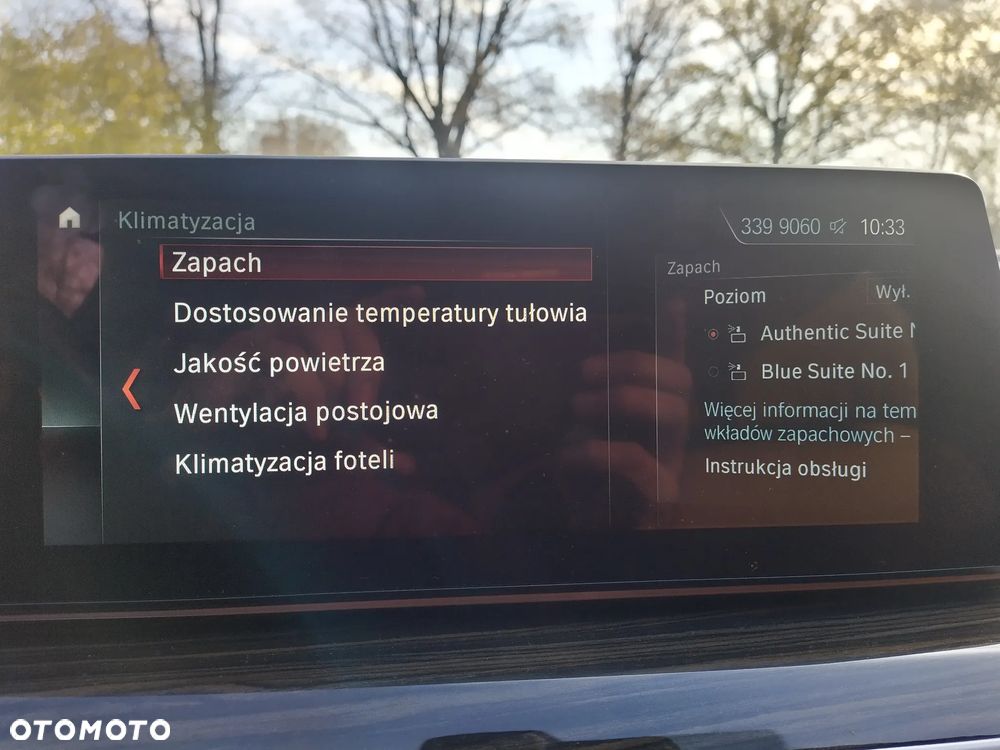 Klimatyzacja
339 9060 10:33
Zapach
Dostosowanie temperatury tułowia
Jakość powietrza
Wentylacja postojowa
Klimatyzacja foteli
Zapach
Poziom Wył.
Authentic Suite
Blue Suite No. 1
Więcej informacji na tem
wkładów zapachowych –
Instrukcja obsługi
OTOMOTO